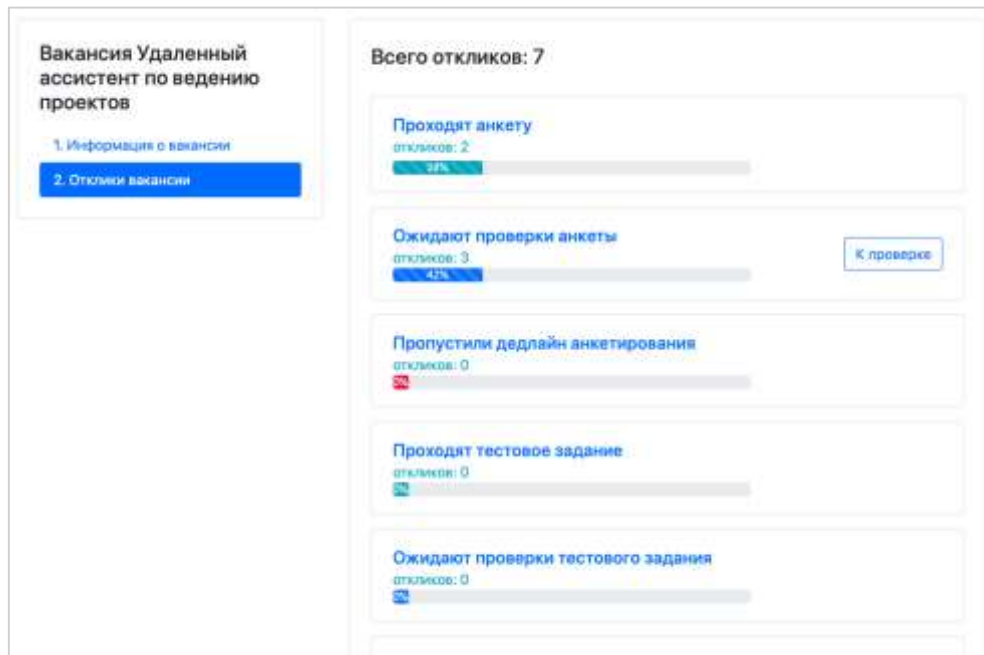 Вакансия Удаленный
ассистент по ведению
проектов
1. Информация о вакансии
2. Отклики вакансии
Всего откликов: 7
Проходят анкету
откликов: 2
28%
Ожидают проверки анкеты
откликов: 3
42%
К проверке
Пропустили дедлайн анкетирования
откликов: 0
0%
Проходят тестовое задание
откликов: 0
0%
Ожидают проверки тестового задания
откликов: 0
0%